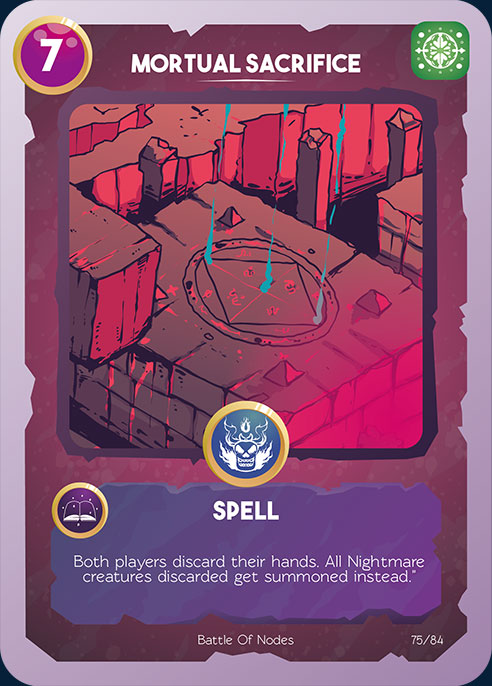 7
MORTUAL SACRIFICE
SPELL
Both players discard their hands. All Nightmare
creatures discarded get summoned instead."
Battle Of Nodes
75/84